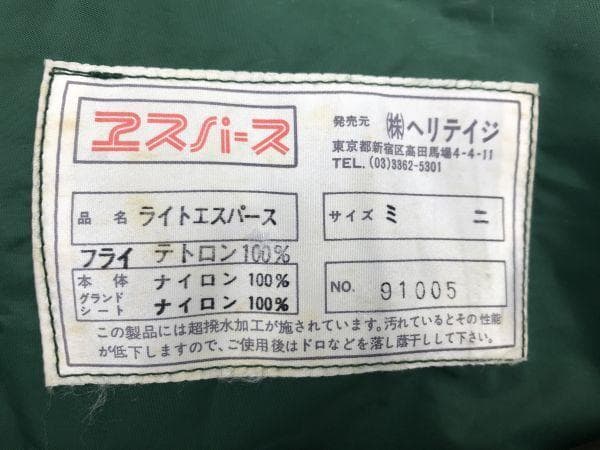 ヱスパース
発売元 ㈱ヘリテイジ
東京都新宿区高田馬場4-4-11
TEL. (03)3362-5301
品名 ライトエスパース
サイズ ミニ
フライ テトロン100%
本体 ナイロン 100%
グランドシート ナイロン 100%
NO. 91005
この製品には超撥水加工が施されています。汚れているとその性能
が低下しますので、ご使用後はドロなどを落し蔭干しして下さい。